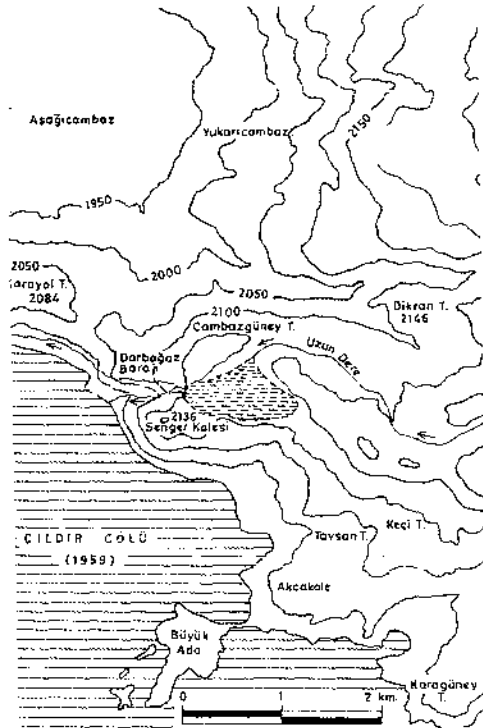 Aşağıcambaz
Yukarıcambaz
2150
1950
2000
2050
2050
2084
2100
Cambazgüney T.
Dikran T.
2146
Uzun Dere
Darboğaz
Barajı
2136
Senger Kalesi
ÇILDIR GÖLÜ
(1959)
Tavşan T.
Keçi T.
Akçakale
Büyük
Ada
Karagüney
T.
0 1 2 km.